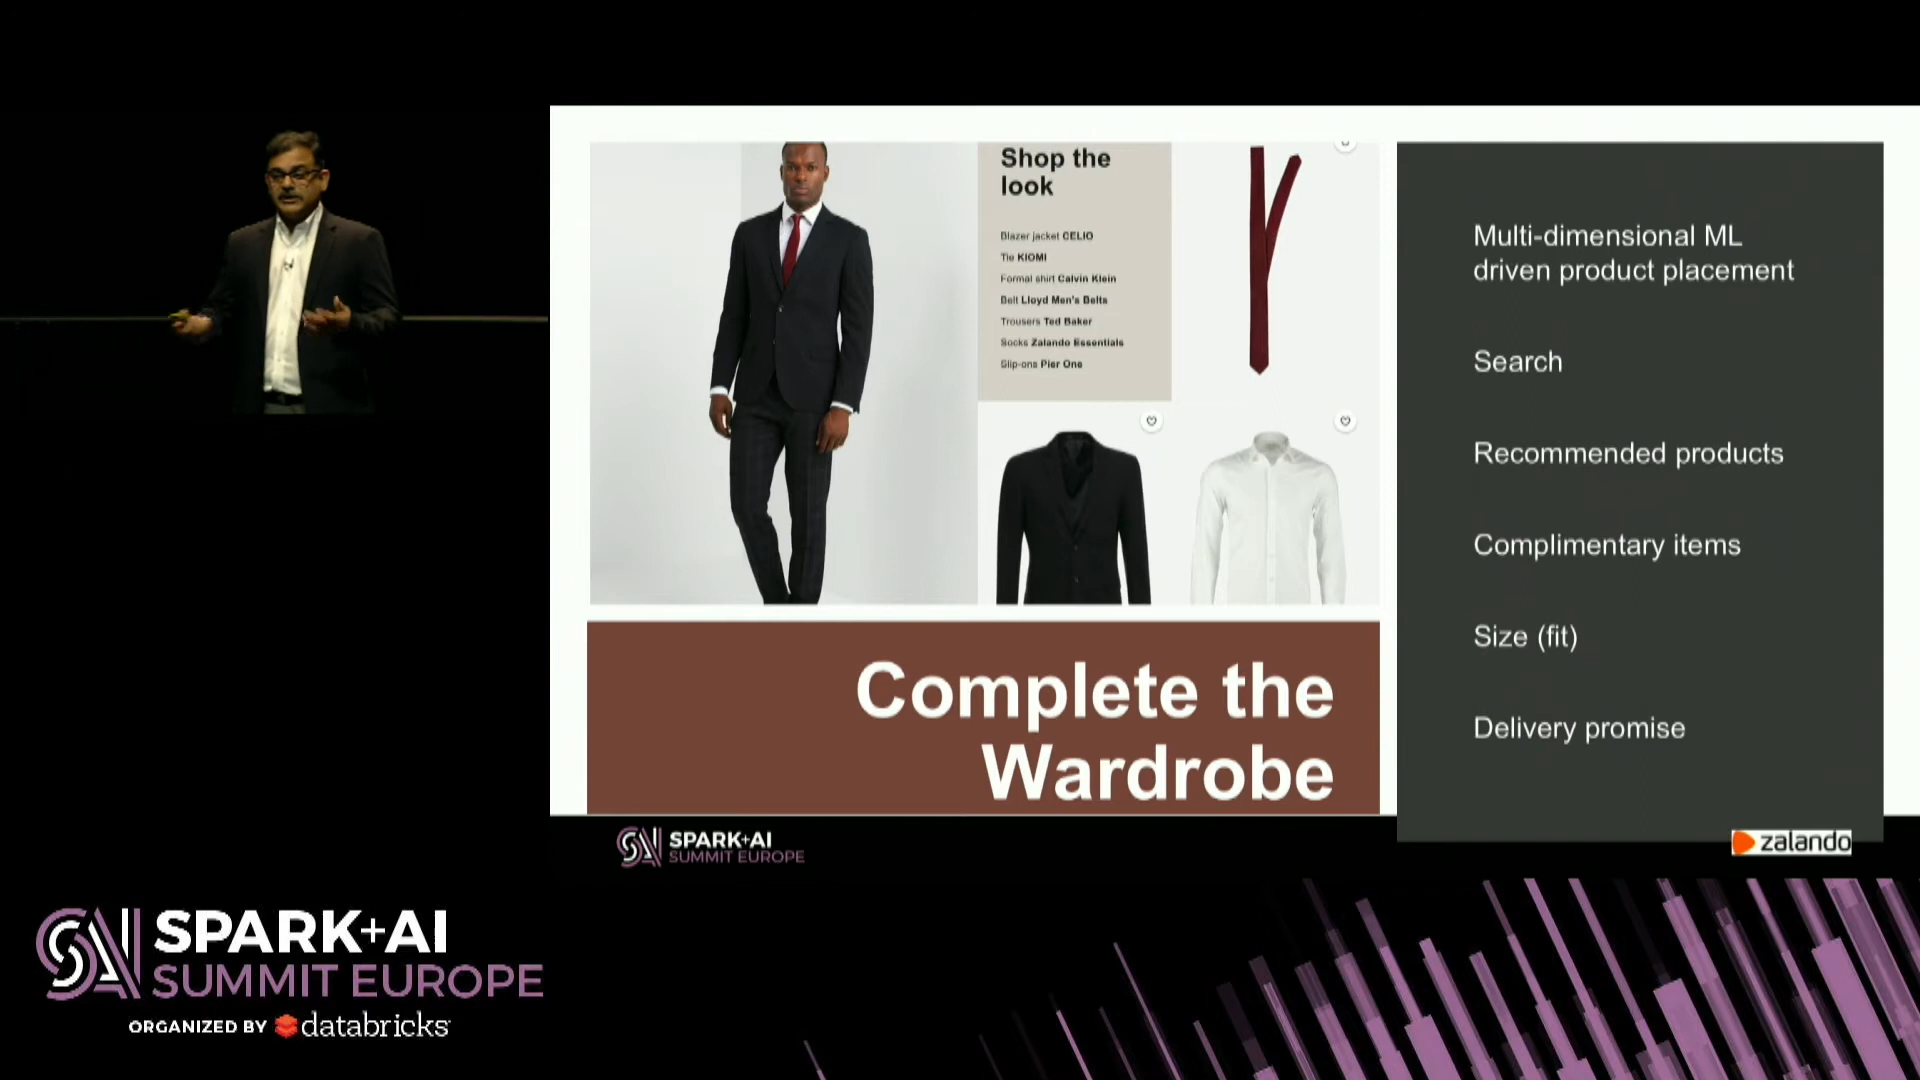 Shop the
look
Blazer jacket CELIO
Tie KIOMI
Formal shirt Calvin Klein
Belt Lloyd Men's Belts
Trousers Ted Baker
Socks Zalando Essentials
Slip-ons Pier One
Complete the
Wardrobe
Multi-dimensional ML
driven product placement
Search
Recommended products
Complimentary items
Size (fit)
Delivery promise
SPARK+AI
SUMMIT EUROPE
zalando
SPARK+AI
SUMMIT EUROPE
ORGANIZED BY databricks